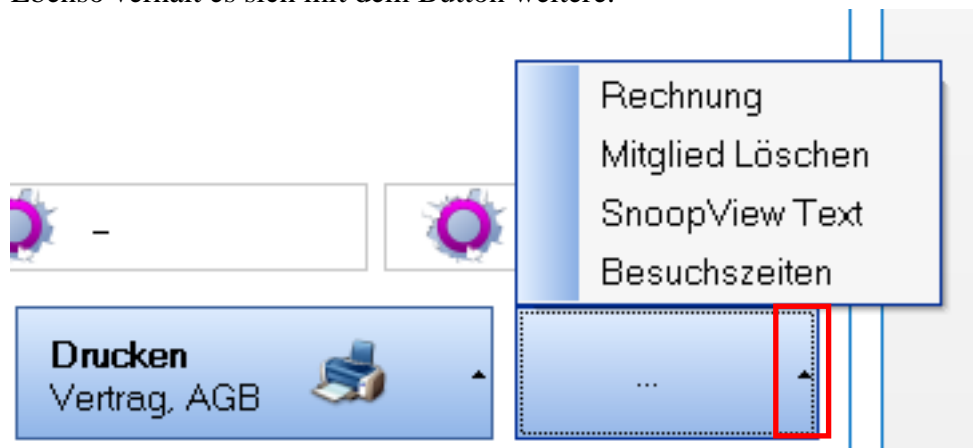 Ebenso verhält es sich mit dem Button weitere.
Rechnung
Mitglied Löschen
SnoopView Text
Besuchszeiten
–
Drucken
Vertrag, AGB
...